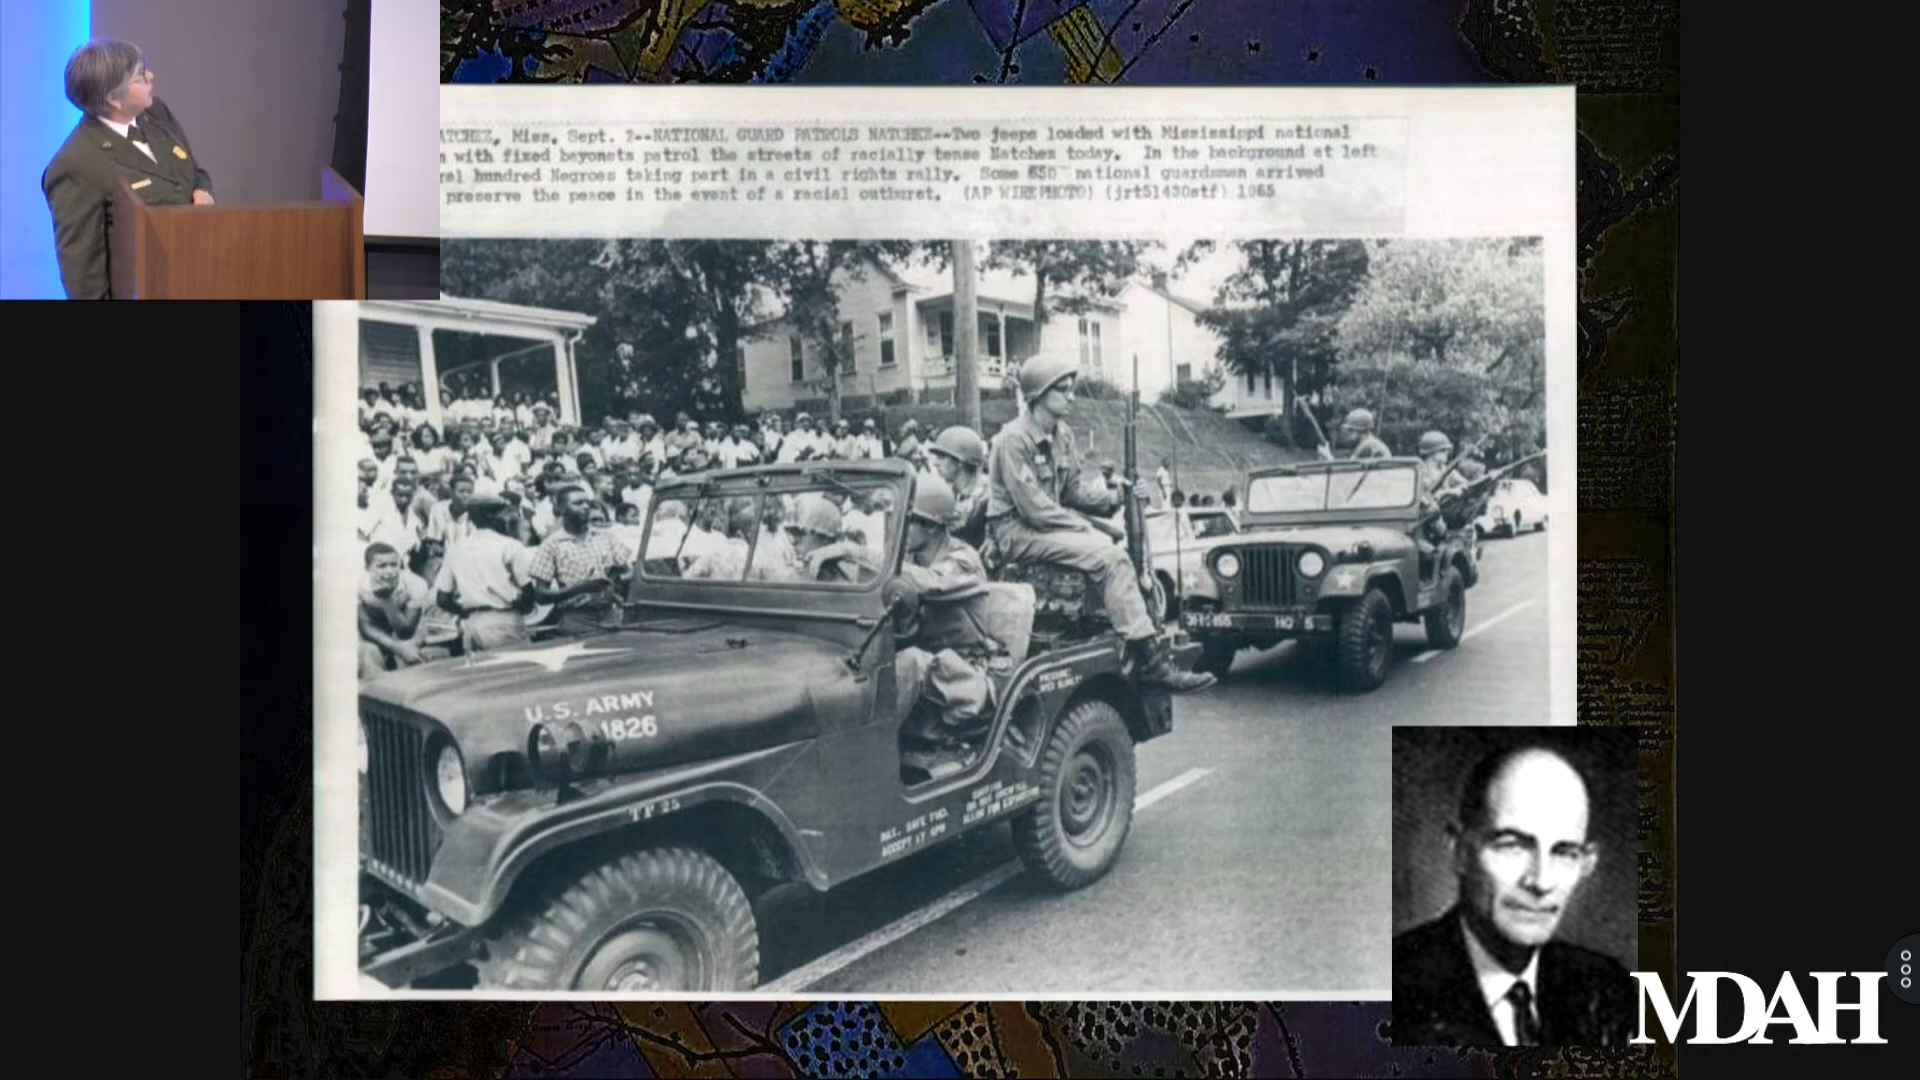 ATCHEZ, Miss. Sept. 2--NATIONAL GUARD PATROLS NATCHEZ--Two jeeps loaded with Mississippi national
with fixed bayonets patrol the streets of racially tense Natchez today. In the background at left
hundred Negroes taking part in a civil rights rally. Some 650 national guardsmen arrived
preserve the peace in the event of a racial outburst. (AP WIREPHOTO) (jrt51430stf) 1965
U.S. ARMY
1826
TP 25
HQ 6
MDAH